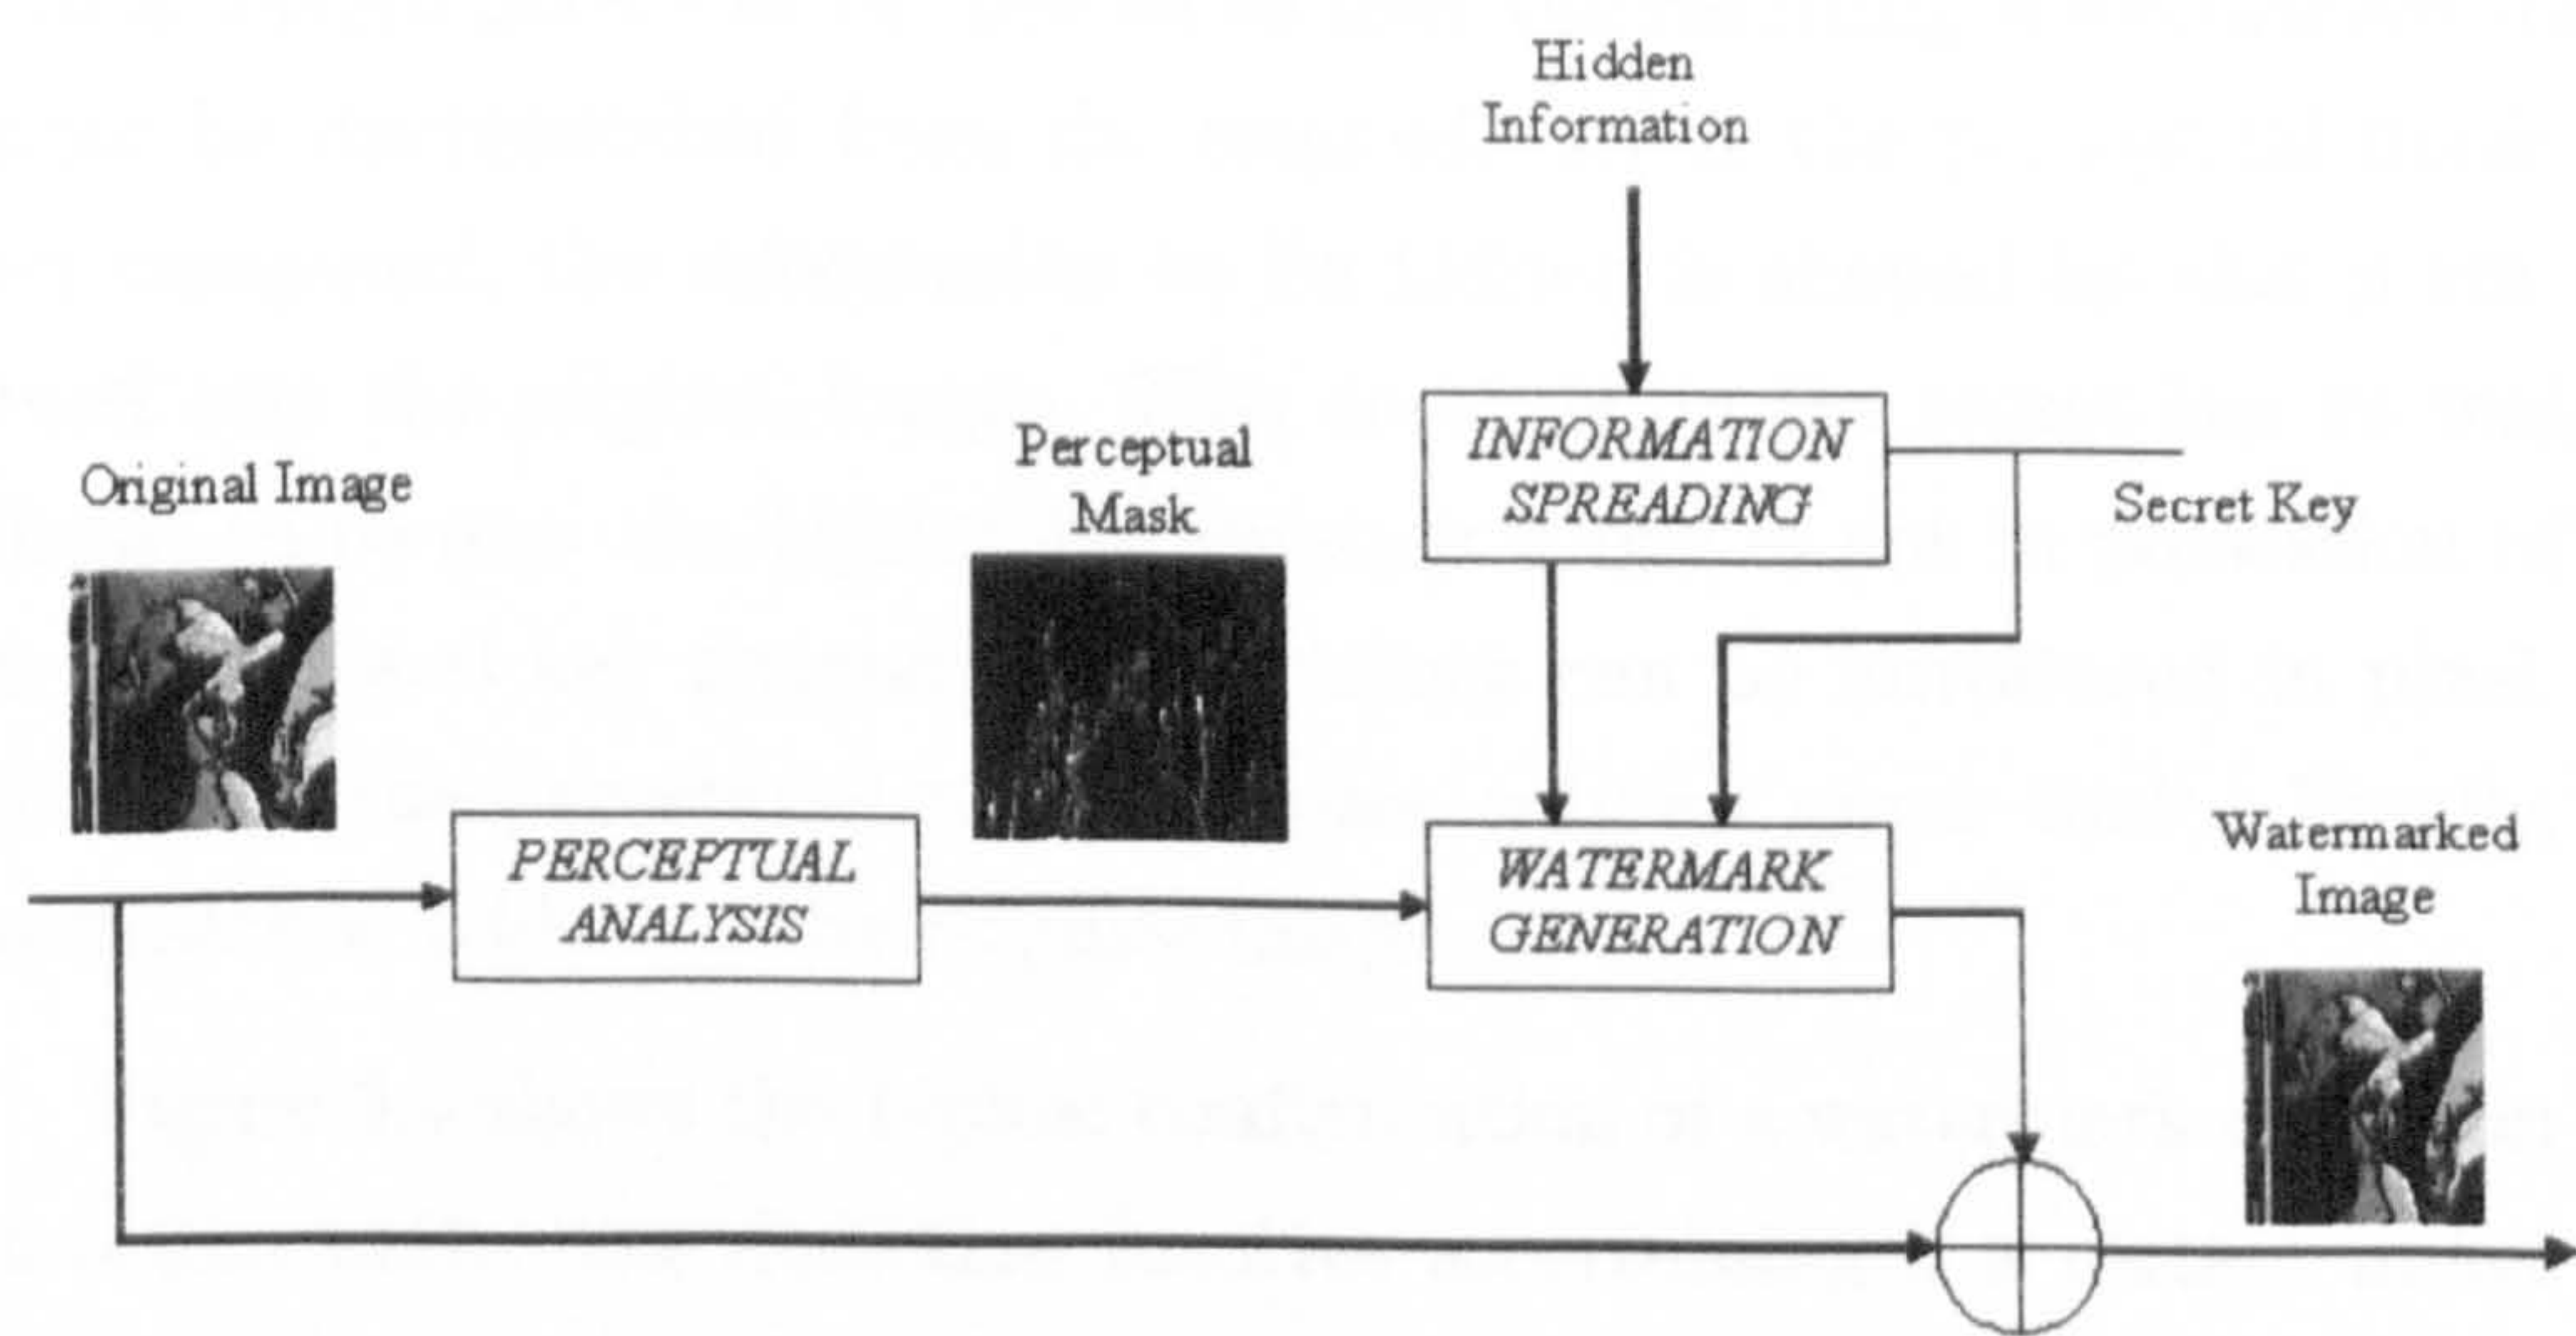 Hidden
Information
INFORMATION
SPREADING
Secret Key
Perceptual
Mask
Original Image
PERCEPTUAL
ANALYSIS
WATERMARK
GENERATION
Watermarked
Image